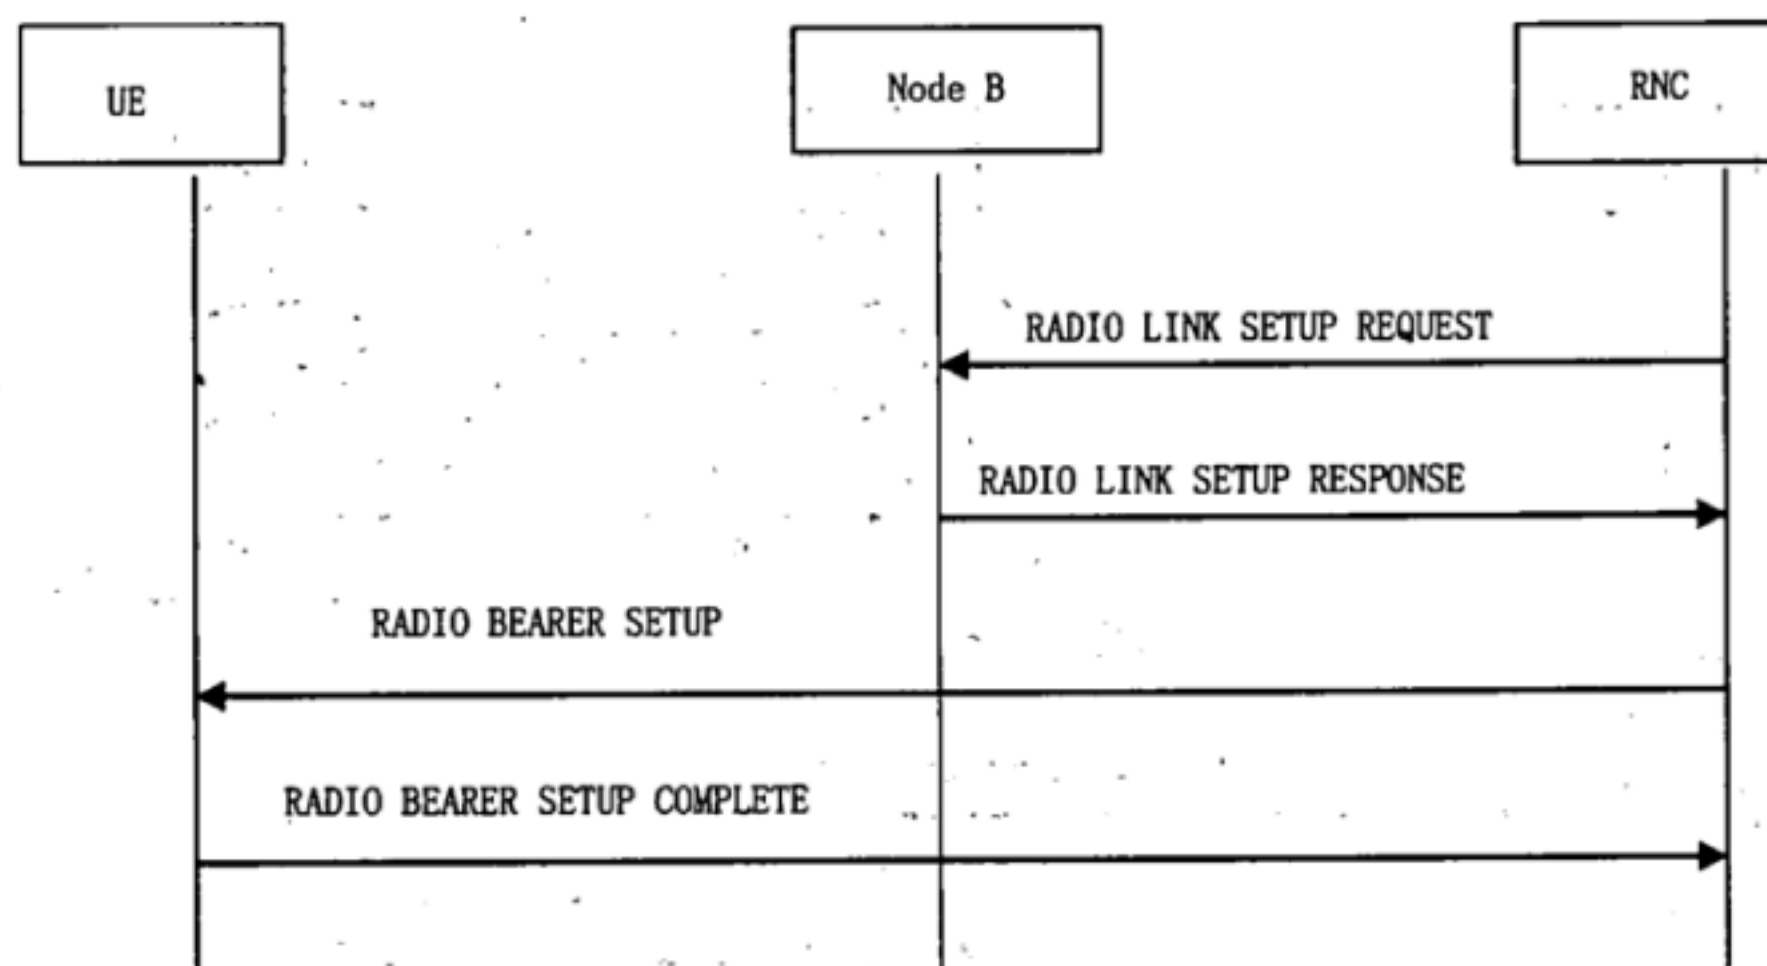 UE
Node B
RNC
RADIO LINK SETUP REQUEST
RADIO LINK SETUP RESPONSE
RADIO BEARER SETUP
RADIO BEARER SETUP COMPLETE